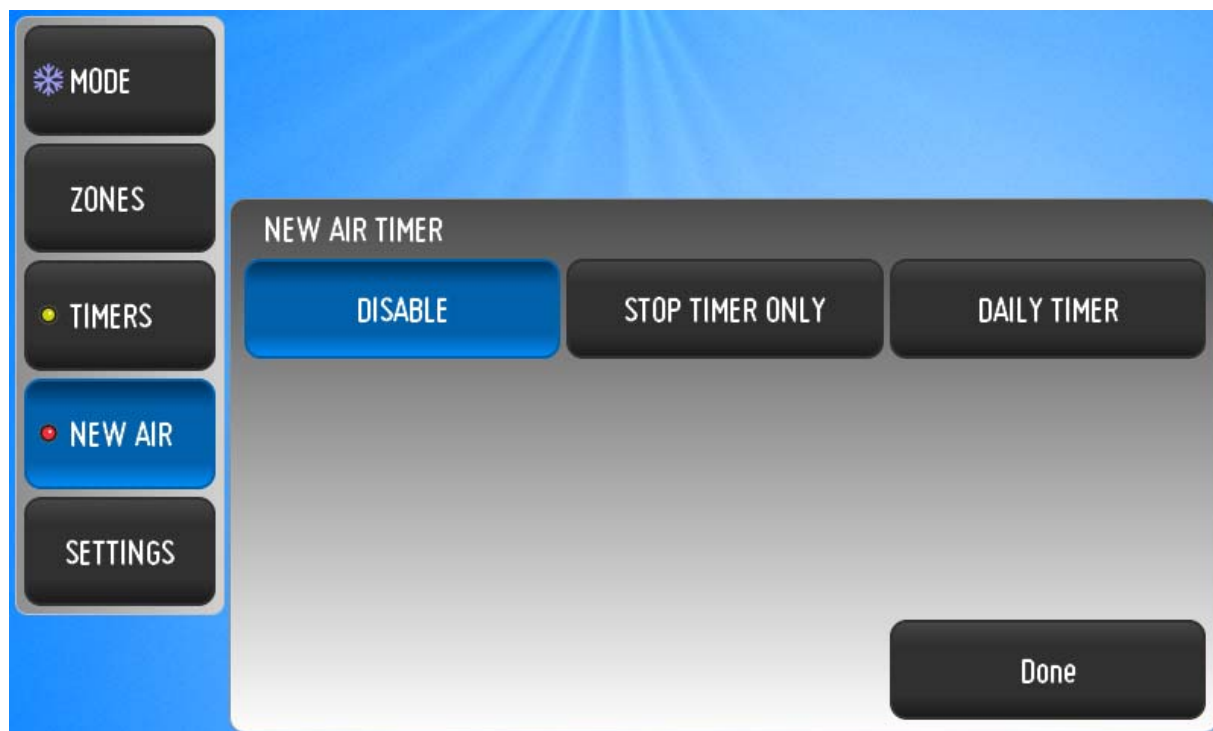 MODE
ZONES
TIMERS
NEW AIR
SETTINGS
NEW AIR TIMER
DISABLE
STOP TIMER ONLY
DAILY TIMER
Done